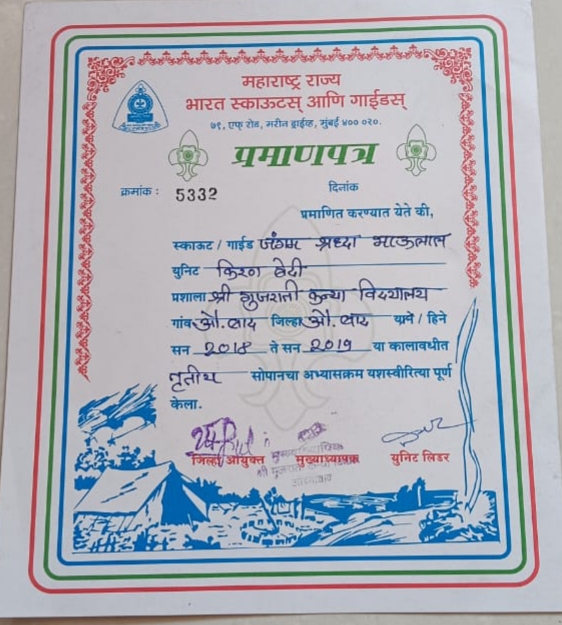 महाराष्ट्र राज्य
भारत स्काऊटस् आणि गाईडस्
७९, एफ रोड, मरीन ड्राईव्ह, मुंबई ४०० ०२०.
प्रमाणपत्र
क्रमांक : 5332 दिनांक
प्रमाणित करण्यात येते की,
स्काऊट / गाईड जंगम श्रध्दा भाऊलाल
युनिट किरण बेदी
प्रशाला श्री गुजराती कन्या विद्यालय
गांव औ. बाद जिल्हा औ. बाद याने / हिने
सन 2018 ते सन 2019 या कालावधीत
तृतीय सोपानचा अभ्यासक्रम यशस्वीरित्या पूर्ण
केला.
जिल्हा आयुक्त मुख्याध्यापक युनिट लिडर